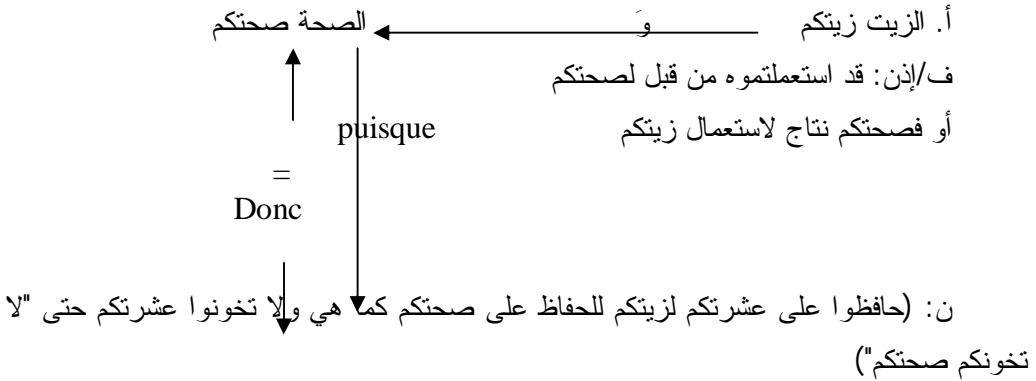 أ. الزيت زيتكم وَ الصحة صحتكم
ف/إذن: قد استعملتموه من قبل لصحتكم
أو فصحتكم نتاج لاستعمال زيتكم puisque
=
Donc
ن: (حافظوا على عشرتكم لزيتكم للحفاظ على صحتكم كما هي ولا تخونوا عشرتكم حتى "لا
تخونكم صحتكم")